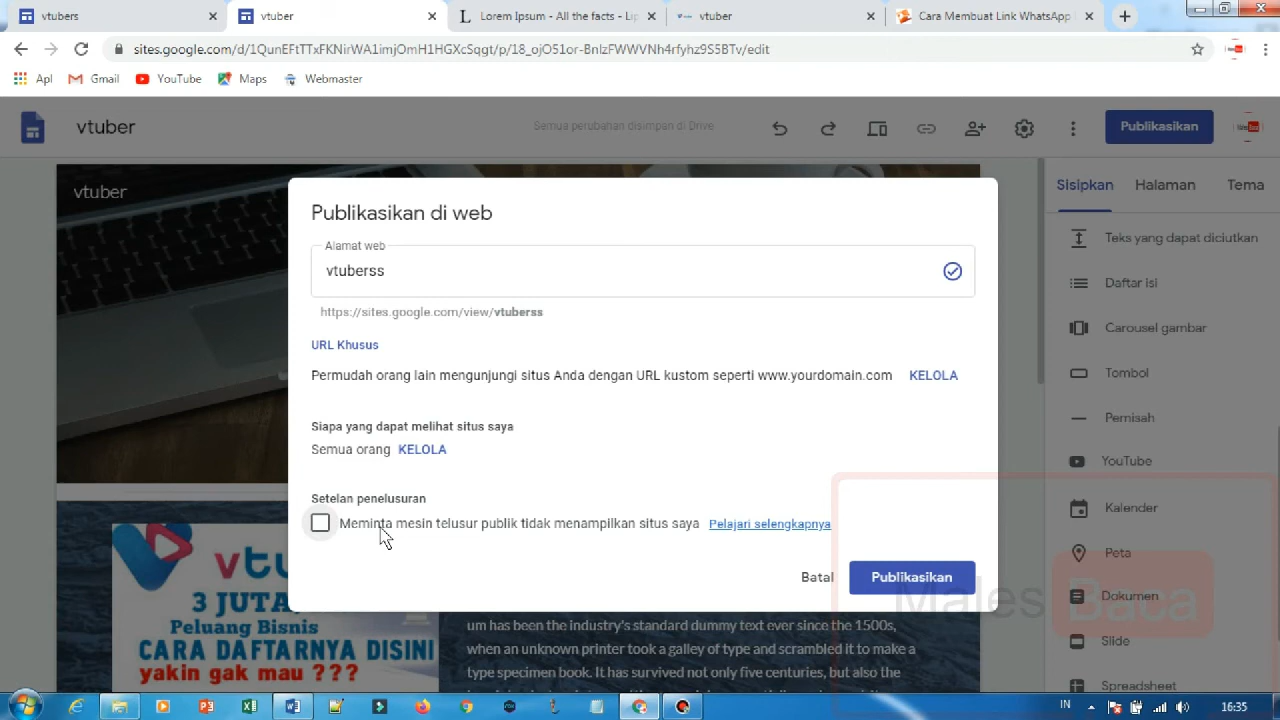 vtubers
vtuber
Lorem Ipsum - All the facts - Lip
vtuber
Cara Membuat Link WhatsApp
sites.google.com/d/1QunEFtTTxFKNirWA1imjOmH1HGXcSqgt/p/18_ojO51or-BnlzFWWVNh4rfyhz9S5BTv/edit
Apl
Gmail
YouTube
Maps
Webmaster
vtuber
Semua perubahan disimpan di Drive
Publikasikan
vtuber
Sisipkan
Halaman
Tema
Publikasikan di web
Alamat web
vtuberss
https://sites.google.com/view/vtuberss
URL Khusus
Permudah orang lain mengunjungi situs Anda dengan URL kustom seperti www.yourdomain.com KELOLA
Siapa yang dapat melihat situs saya
Semua orang KELOLA
Setelan penelusuran
Meminta mesin telusur publik tidak menampilkan situs saya Pelajari selengkapnya
Batal
Publikasikan
Teks yang dapat diciutkan
Daftar isi
Carousel gambar
Tombol
Pemisah
YouTube
Kalender
Peta
Dokumen
Slide
Spreadsheet
Males Baca
3 JUTA
Peluang Bisnis
CARA DAFTARNYA DISINI
yakin gak mau ???
um has been the industry's standard dummy text ever since the 1500s,
when an unknown printer took a galley of type and scrambled it to make a
type specimen book. It has survived not only five centuries, but also the
IN
16:35